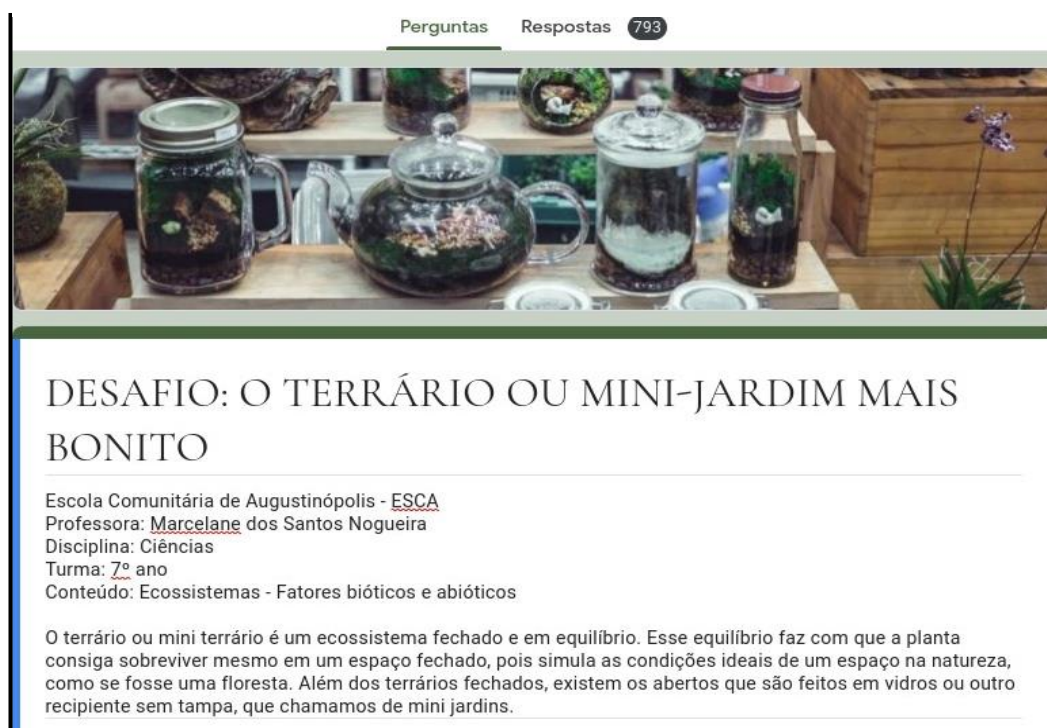 Perguntas Respostas 793
DESAFIO: O TERRÁRIO OU MINI-JARDIM MAIS
BONITO
Escola Comunitária de Augustinópolis - ESCA
Professora: Marcelane dos Santos Nogueira
Disciplina: Ciências
Turma: 7º ano
Conteúdo: Ecossistemas - Fatores bióticos e abióticos
O terrário ou mini terrário é um ecossistema fechado e em equilíbrio. Esse equilíbrio faz com que a planta
consiga sobreviver mesmo em um espaço fechado, pois simula as condições ideais de um espaço na natureza,
como se fosse uma floresta. Além dos terrários fechados, existem os abertos que são feitos em vidros ou outro
recipiente sem tampa, que chamamos de mini jardins.